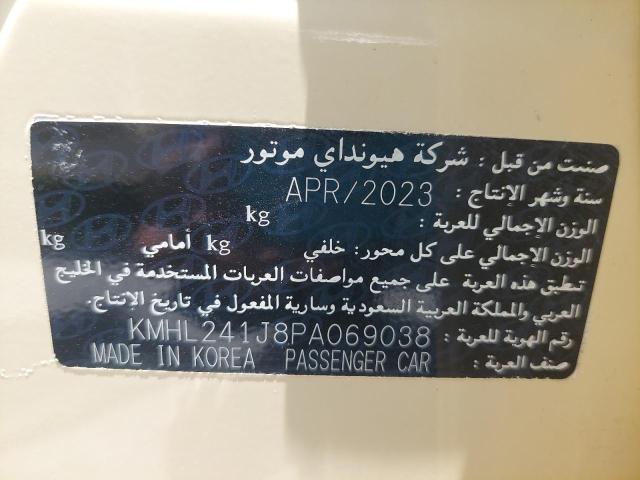 صنعت من قبل : شركة هيونداي موتور
سنة وشهر الإنتاج : APR/2023
الوزن الإجمالي للعربة : kg
الوزن الإجمالي على كل محور: خلفي kg أمامي kg
تطبق هذه العربة على جميع مواصفات العربات المستخدمة في الخليج
العربي والمملكة العربية السعودية وسارية المفعول في تاريخ الإنتاج.
رقم الهوية للعربة : KMHL241J8PA069038
صنف العربة : MADE IN KOREA PASSENGER CAR